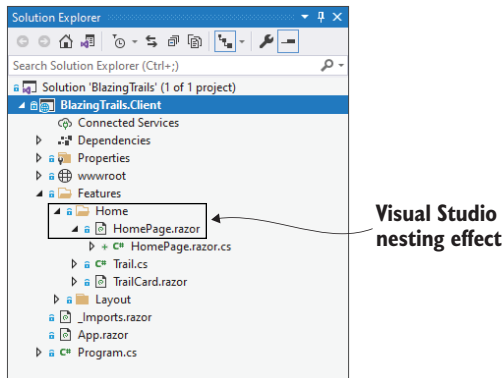 Solution Explorer
Search Solution Explorer (Ctrl+;)
Solution 'BlazingTrails' (1 of 1 project)
BlazingTrails.Client
Connected Services
Dependencies
Properties
wwwroot
Features
Home
HomePage.razor
+ C# HomePage.razor.cs
C# Trail.cs
TrailCard.razor
Layout
_Imports.razor
App.razor
C# Program.cs
Visual Studio
nesting effect